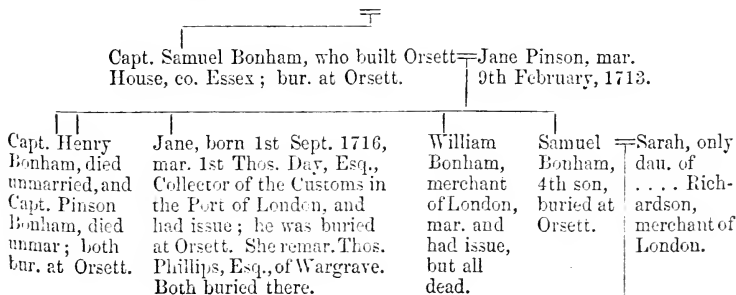 Capt. Samuel Bonham, who built Orsett
House, co. Essex; bur. at Orsett.
Jane Pinson, mar.
9th February, 1713.
Capt. Henry
Bonham, died
unmarried, and
Capt. Pinson
Bonham, died
unmar; both
bur. at Orsett.
Jane, born 1st Sept. 1716,
mar. 1st Thos. Day, Esq.,
Collector of the Customs in
the Port of London, and
had issue; he was buried
at Orsett. She remar. Thos.
Phillips, Esq., of Wargrave.
Both buried there.
William
Bonham,
merchant
of London,
mar. and
had issue,
but all
dead.
Samuel
Bonham,
4th son,
buried at
Orsett.
Sarah, only
dau. of
.... Rich-
ardson,
merchant of
London.